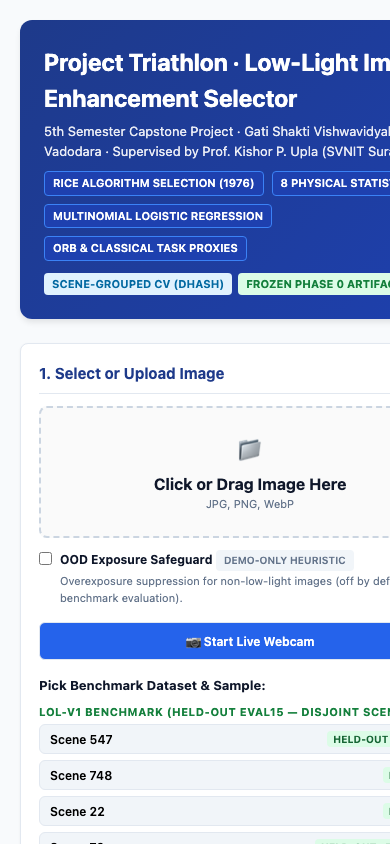 Project Triathlon · Low-Light Im
Enhancement Selector
5th Semester Capstone Project · Gati Shakti Vishwavidyal
Vadodara · Supervised by Prof. Kishor P. Upla (SVNIT Sura
RICE ALGORITHM SELECTION (1976) 8 PHYSICAL STATIS
MULTINOMIAL LOGISTIC REGRESSION
ORB & CLASSICAL TASK PROXIES
SCENE-GROUPED CV (DHASH) FROZEN PHASE 0 ARTIFAC
1. Select or Upload Image
Click or Drag Image Here
JPG, PNG, WebP
OOD Exposure Safeguard DEMO-ONLY HEURISTIC
Overexposure suppression for non-low-light images (off by def
benchmark evaluation).
Start Live Webcam
Pick Benchmark Dataset & Sample:
LOL-V1 BENCHMARK (HELD-OUT EVAL15 — DISJOINT SCEN
Scene 547 HELD-OUT
Scene 748
Scene 22